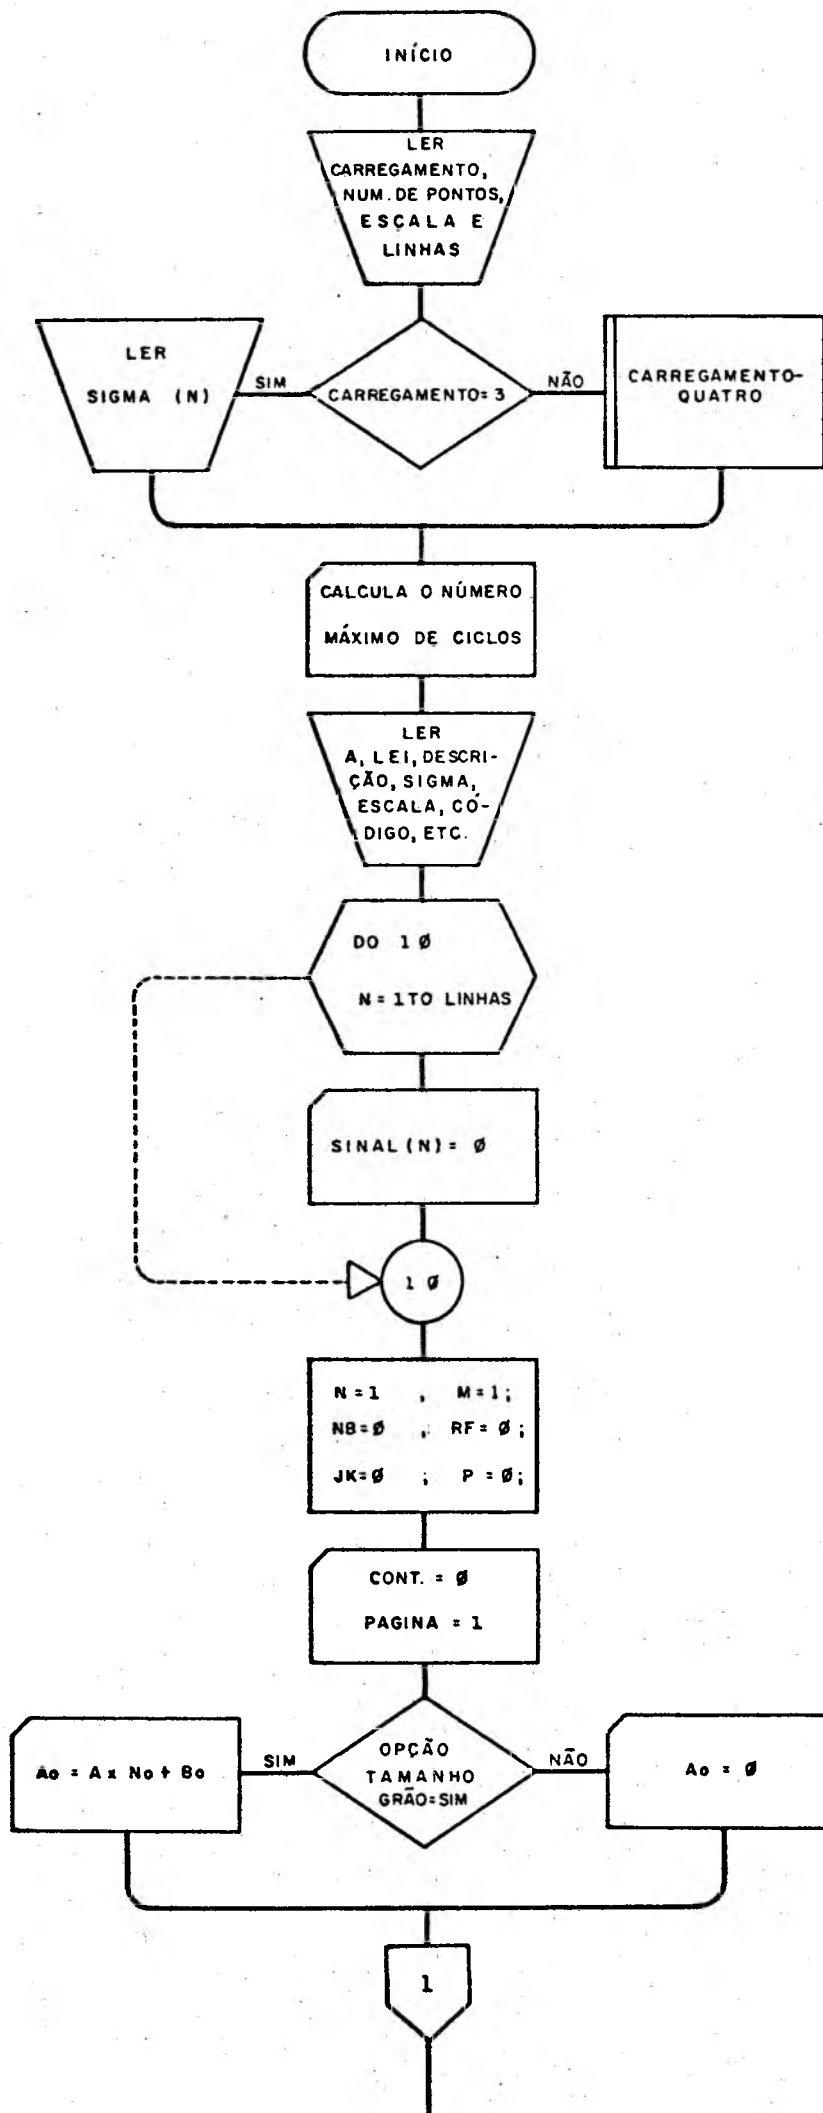 INÍCIO
LER
CARREGAMENTO,
NUM. DE PONTOS,
ESCALA E
LINHAS
LER
SIGMA (N)
SIM
CARREGAMENTO=3
NÃO
CARREGAMENTO-
QUATRO
CALCULA O NÚMERO
MÁXIMO DE CICLOS
LER
A, LEI, DESCRI-
ÇÃO, SIGMA,
ESCALA, CÓ-
DIGO, ETC.
DO 1Ø
N = 1 TO LINHAS
SINAL (N) = Ø
1Ø
N = 1 , M = 1;
NB=Ø , RF = Ø;
JK=Ø ; P = Ø;
CONT. = Ø
PAGINA = 1
Ao = A x No + Bo
SIM
OPÇÃO
TAMANHO
GRÃO=SIM
NÃO
Ao = Ø
1